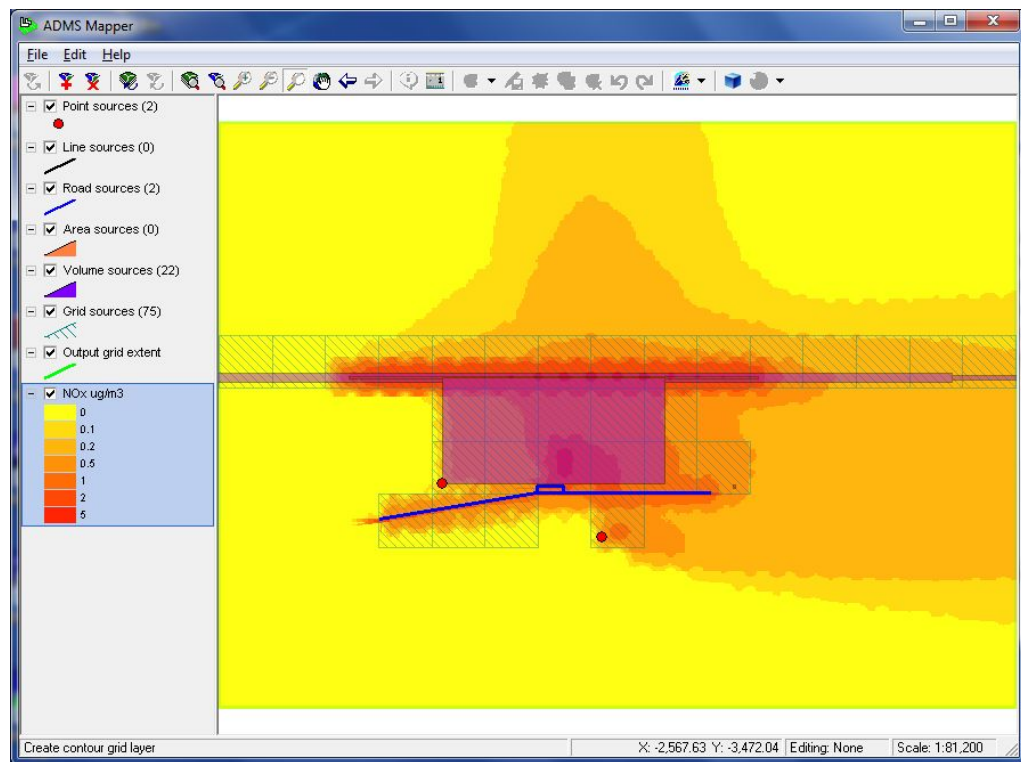 ADMS Mapper
File Edit Help
Point sources (2)
Line sources (0)
Road sources (2)
Area sources (0)
Volume sources (22)
Grid sources (75)
Output grid extent
NOx ug/m3
0
0.1
0.2
0.5
1
2
5
Create contour grid layer X: -2,567.63 Y: -3,472.04 Editing: None Scale: 1:81,200